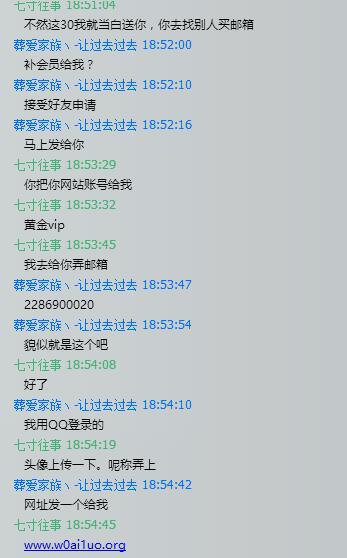 七寸往事 18:51:04
不然这30我就当白送你，你去找别人买邮箱
葬爱家族ヽ-让过去过去 18:52:00
补会员给我？
葬爱家族ヽ-让过去过去 18:52:10
接受好友申请
葬爱家族ヽ-让过去过去 18:52:16
马上发给你
七寸往事 18:53:29
你把你网站账号给我
七寸往事 18:53:32
黄金vip
七寸往事 18:53:45
我去给你弄邮箱
葬爱家族ヽ-让过去过去 18:53:47
2286900020
葬爱家族ヽ-让过去过去 18:53:54
貌似就是这个吧
七寸往事 18:54:08
好了
葬爱家族ヽ-让过去过去 18:54:10
我用QQ登录的
七寸往事 18:54:19
头像上传一下。呢称弄上
葬爱家族ヽ-让过去过去 18:54:42
网址发一个给我
七寸往事 18:54:45
www.w0ai1uo.org